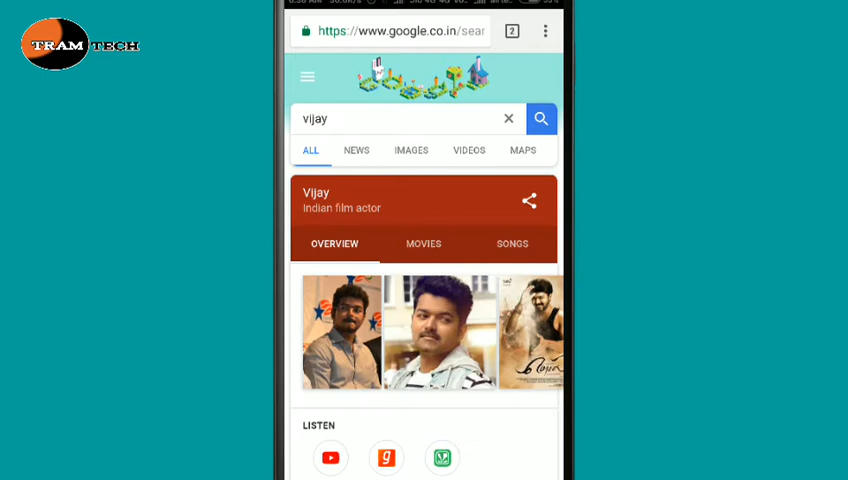 TRAM TECH
2
https://www.google.co.in/sear
vijay
ALL NEWS IMAGES VIDEOS MAPS
Vijay
Indian film actor
OVERVIEW MOVIES SONGS
LISTEN